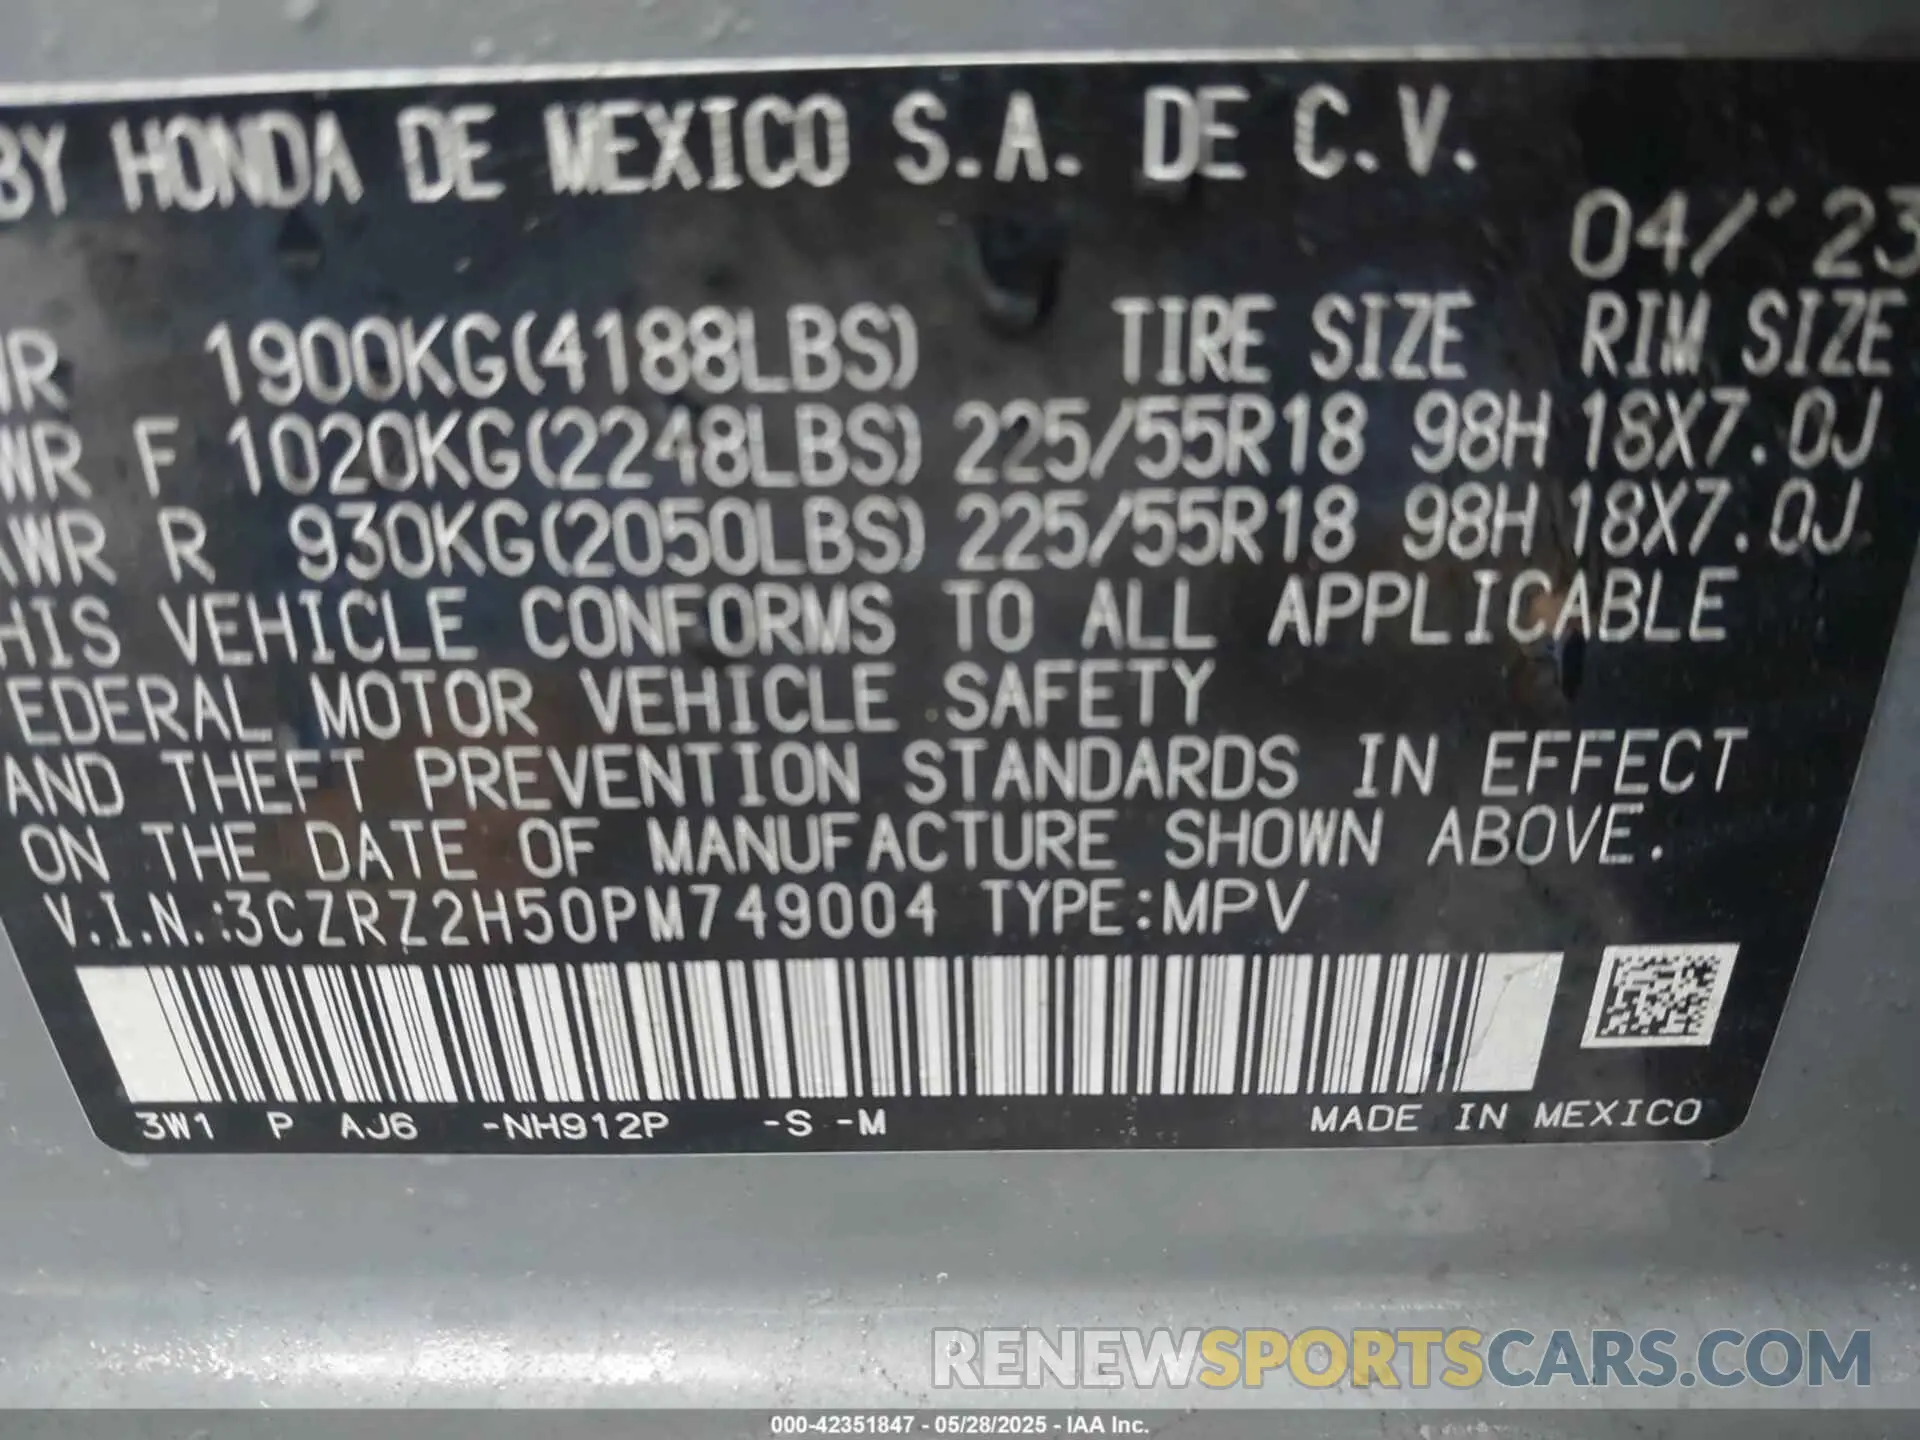 BY HONDA DE MEXICO S.A. DE C.V.
04/'23
WR 1900KG(4188LBS) TIRE SIZE RIM SIZE
WR F 1020KG(2248LBS) 225/55R18 98H 18X7.0J
AWR R 930KG(2050LBS) 225/55R18 98H 18X7.0J
HIS VEHICLE CONFORMS TO ALL APPLICABLE
FEDERAL MOTOR VEHICLE SAFETY
AND THEFT PREVENTION STANDARDS IN EFFECT
ON THE DATE OF MANUFACTURE SHOWN ABOVE.
V.I.N.:3CZRZ2H50PM749004 TYPE:MPV
3W1 P AJ6 -NH912P -S -M MADE IN MEXICO
RENEWSPORTSCARS.COM
000-42351847 - 05/28/2025 - IAA Inc.